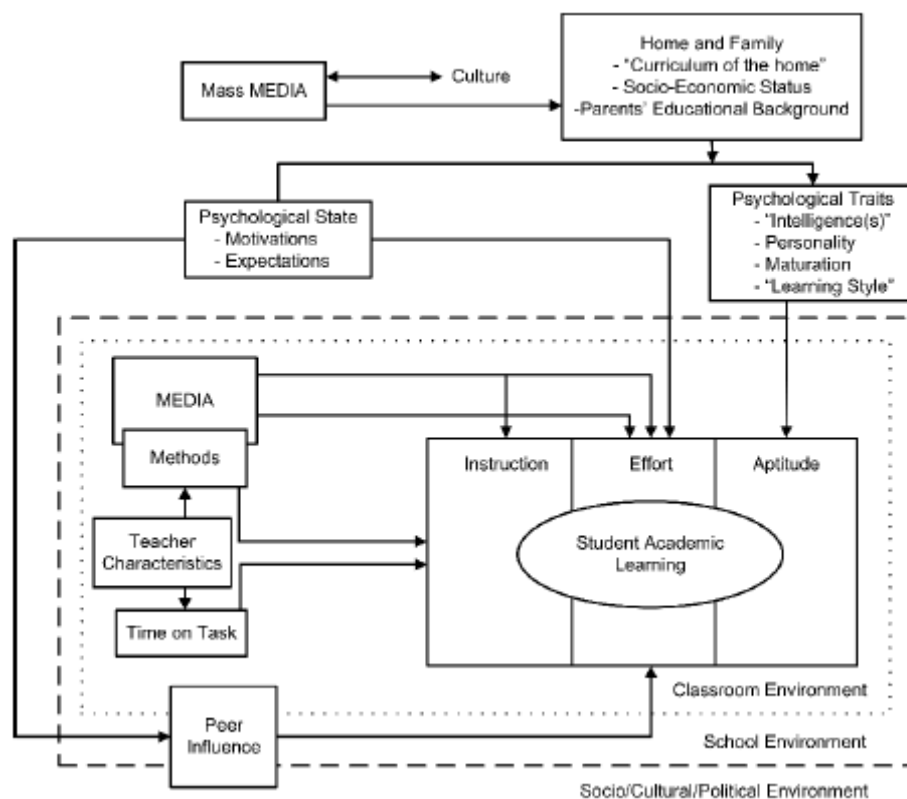 Home and Family
- "Curriculum of the home"
- Socio-Economic Status
-Parents' Educational Background
Mass MEDIA
Culture
Psychological State
- Motivations
- Expectations
Psychological Traits
- "Intelligence(s)"
- Personality
- Maturation
- "Learning Style"
MEDIA
Methods
Teacher
Characteristics
Time on Task
Instruction
Effort
Aptitude
Student Academic
Learning
Classroom Environment
Peer
Influence
School Environment
Socio/Cultural/Political Environment